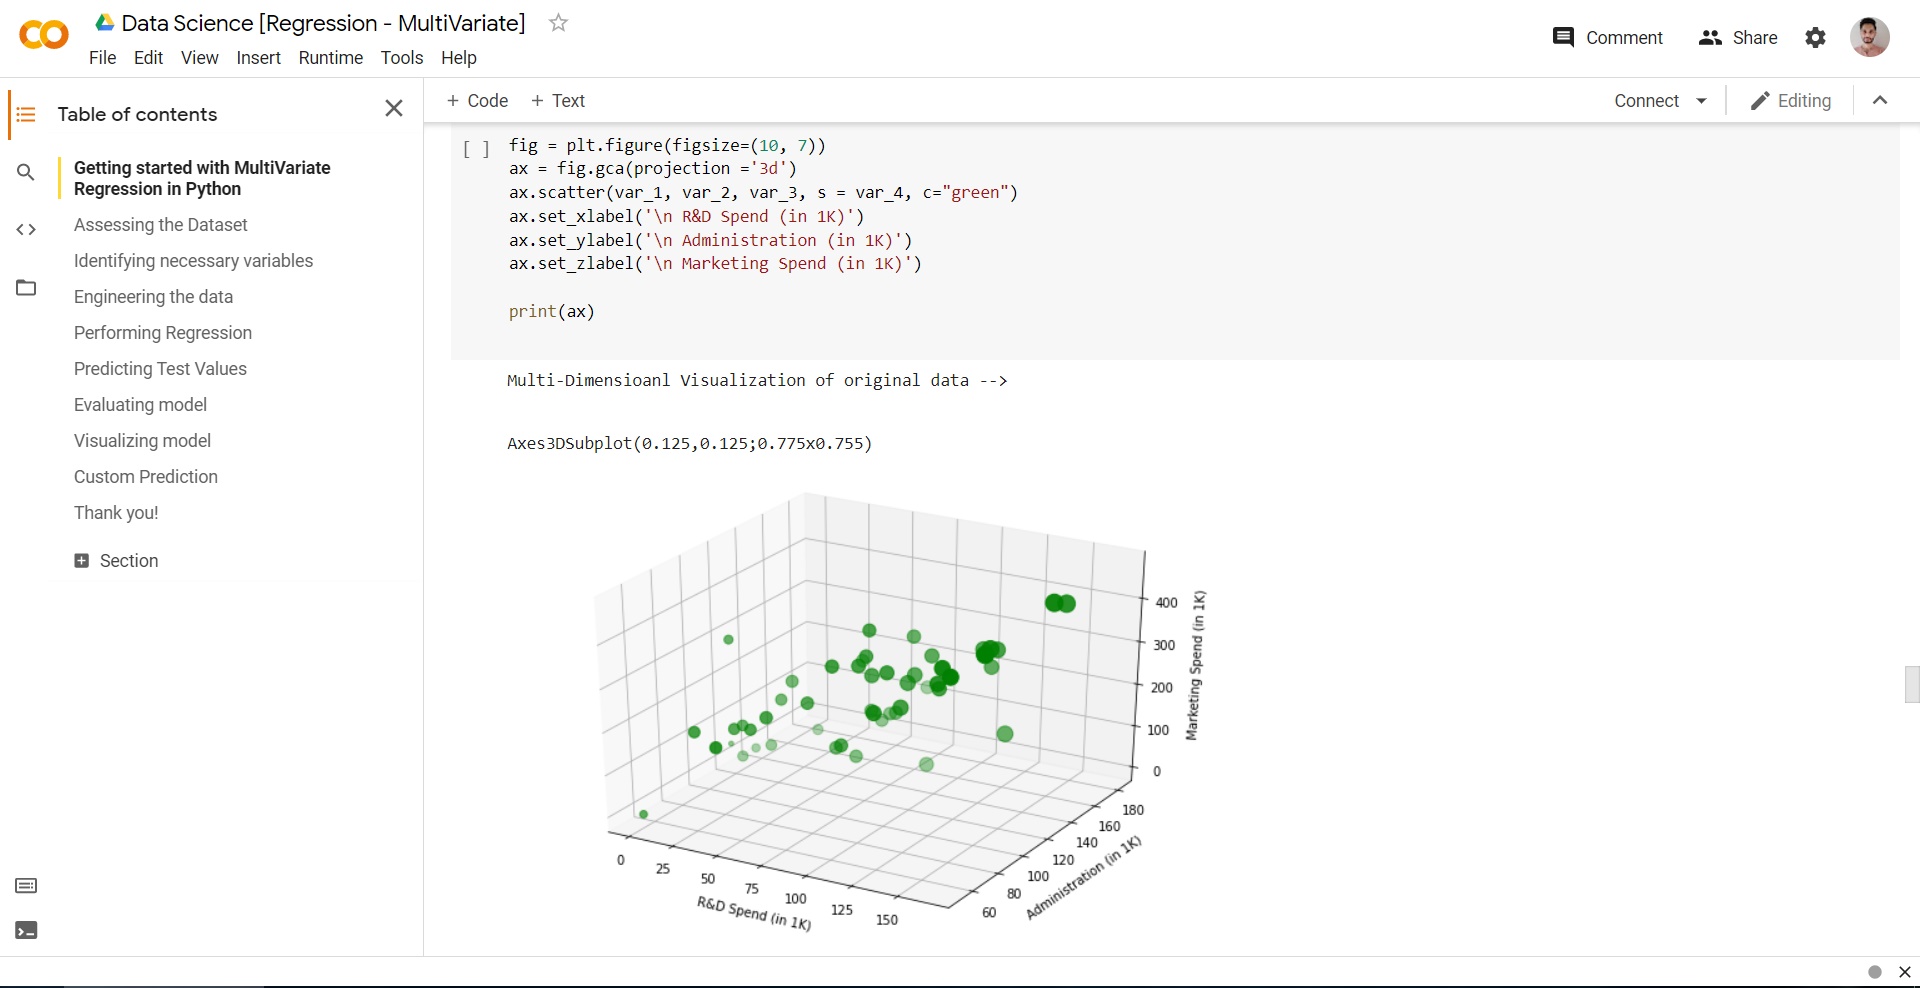 Data Science [Regression - MultiVariate]
File Edit View Insert Runtime Tools Help
Comment Share
Table of contents
+ Code + Text
Connect Editing
Getting started with MultiVariate
Regression in Python
Assessing the Dataset
Identifying necessary variables
Engineering the data
Performing Regression
Predicting Test Values
Evaluating model
Visualizing model
Custom Prediction
Thank you!
Section
[ ] fig = plt.figure(figsize=(10, 7))
ax = fig.gca(projection ='3d')
ax.scatter(var_1, var_2, var_3, s = var_4, c="green")
ax.set_xlabel('\n R&D Spend (in 1K)')
ax.set_ylabel('\n Administration (in 1K)')
ax.set_zlabel('\n Marketing Spend (in 1K)')
print(ax)
Multi-Dimensioanl Visualization of original data -->
Axes3DSubplot(0.125,0.125;0.775x0.755)
400
300
200
100
0
Marketing Spend (in 1K)
180
160
140
120
100
80
60
Administration (in 1K)
0
25
50
75
100
125
150
R&D Spend (in 1K)